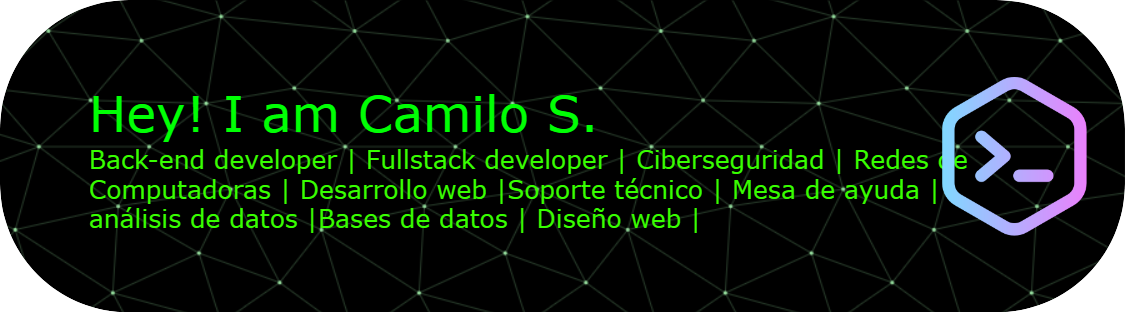 Hey! I am Camilo S.
Back-end developer | Fullstack developer | Ciberseguridad | Redes de
Computadoras | Desarrollo web |Soporte técnico | Mesa de ayuda |
análisis de datos |Bases de datos | Diseño web |